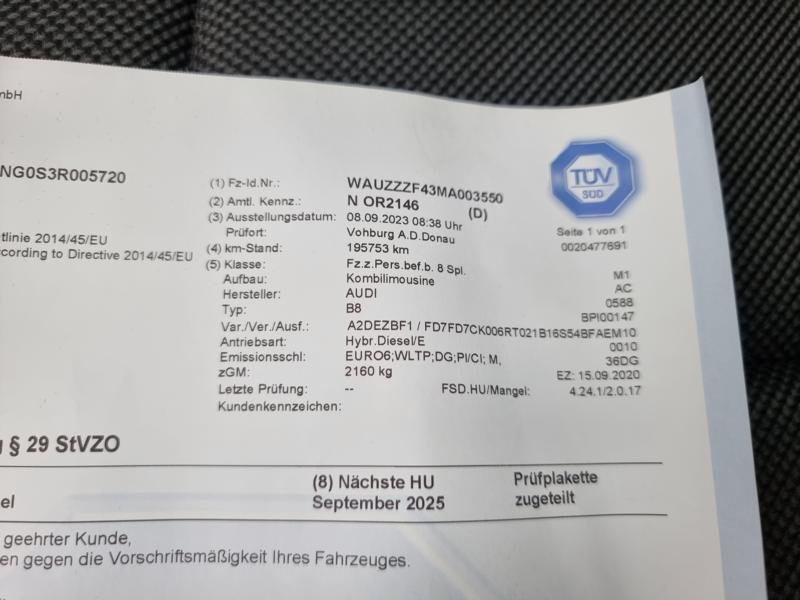 mbH
NG0S3R005720
tlinie 2014/45/EU
ccording to Directive 2014/45/EU
(1) Fz-Id.Nr.: WAUZZZF43MA003550
(2) Amtl. Kennz.: N OR2146 (D)
(3) Ausstellungsdatum: 08.09.2023 08:38 Uhr
Prüfort: Vohburg A.D.Donau
(4) km-Stand: 195753 km
(5) Klasse: Fz.z.Pers.bef.b. 8 Spl. M1
Aufbau: Kombilimousine AC
Hersteller: AUDI 0588
Typ: B8 BPI00147
Var./Ver./Ausf.: A2DEZBF1 / FD7FD7CK006RT021B16S54BFAEM10
Antriebsart: Hybr.Diesel/E 0010
Emissionsschl: EURO6;WLTP;DG;PI/CI; M, 36DG
zGM: 2160 kg EZ: 15.09.2020
Letzte Prüfung: -- FSD.HU/Mangel: 4.24.1/2.0.17
Kundenkennzeichen:
TÜV
SÜD
Seite 1 von 1
0020477691
§ 29 StVZO
(8) Nächste HU Prüfplakette
el September 2025 zugeteilt
geehrter Kunde,
en gegen die Vorschriftsmäßigkeit Ihres Fahrzeuges.